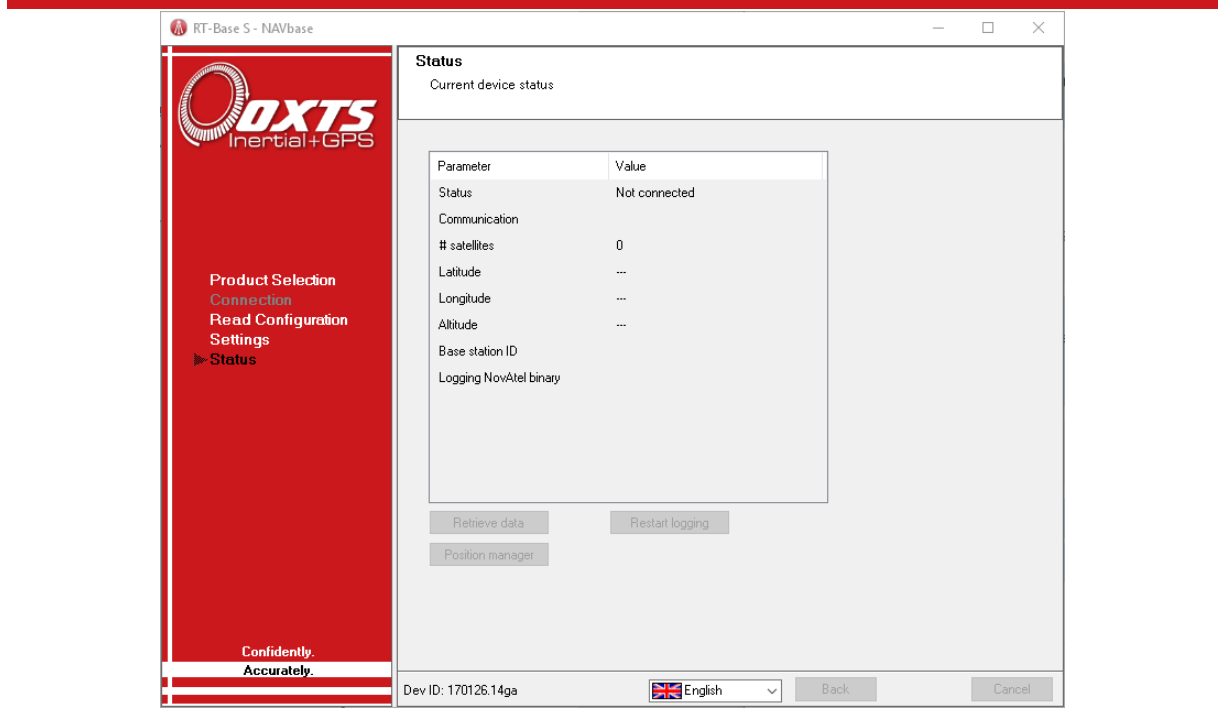 RT-Base S - NAVbase
OXTS
Inertial+GPS
Product Selection
Connection
Read Configuration
Settings
Status
Confidently.
Accurately.
Status
Current device status
Parameter Value
Status Not connected
Communication
# satellites 0
Latitude ---
Longitude ---
Altitude ---
Base station ID
Logging NovAtel binary
Retrieve data Restart logging
Position manager
Dev ID: 170126.14ga English Back Cancel